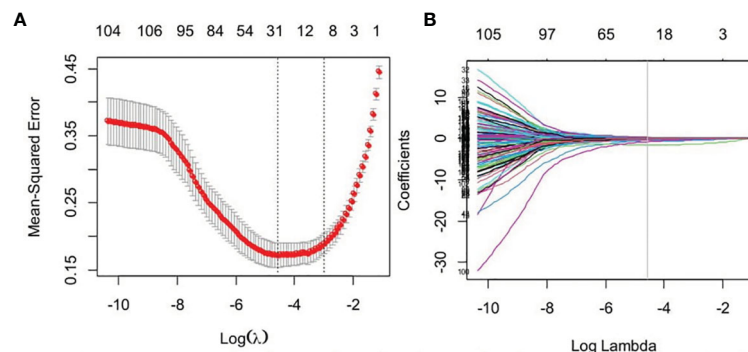 A
104 106 95 84 54 31 12 8 3 1
Mean-Squared Error
0.45
0.35
0.25
0.15
-10 -8 -6 -4 -2
Log(λ)
B
105 97 65 18 3
Coefficients
10
0
-10
-20
-30
32
100
-10 -8 -6 -4 -2
Log Lambda